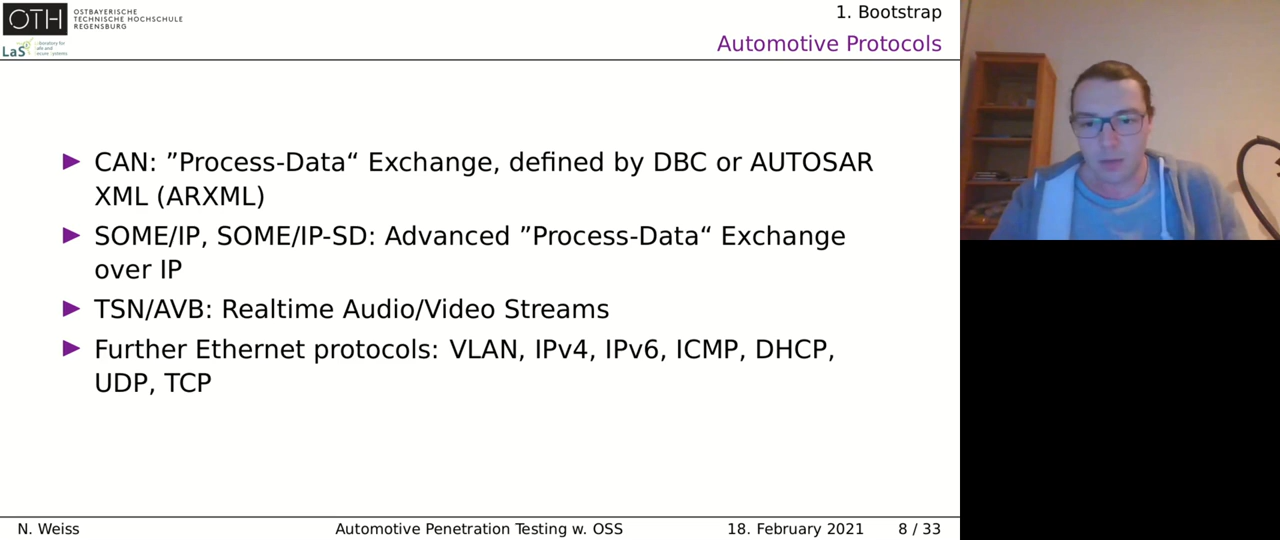 OTH
OSTBAYERISCHE
TECHNISCHE HOCHSCHULE
REGENSBURG
LaS³
1. Bootstrap
Automotive Protocols
CAN: ”Process-Data“ Exchange, defined by DBC or AUTOSAR
XML (ARXML)
SOME/IP, SOME/IP-SD: Advanced ”Process-Data“ Exchange
over IP
TSN/AVB: Realtime Audio/Video Streams
Further Ethernet protocols: VLAN, IPv4, IPv6, ICMP, DHCP,
UDP, TCP
N. Weiss
Automotive Penetration Testing w. OSS
18. February 2021
8 / 33